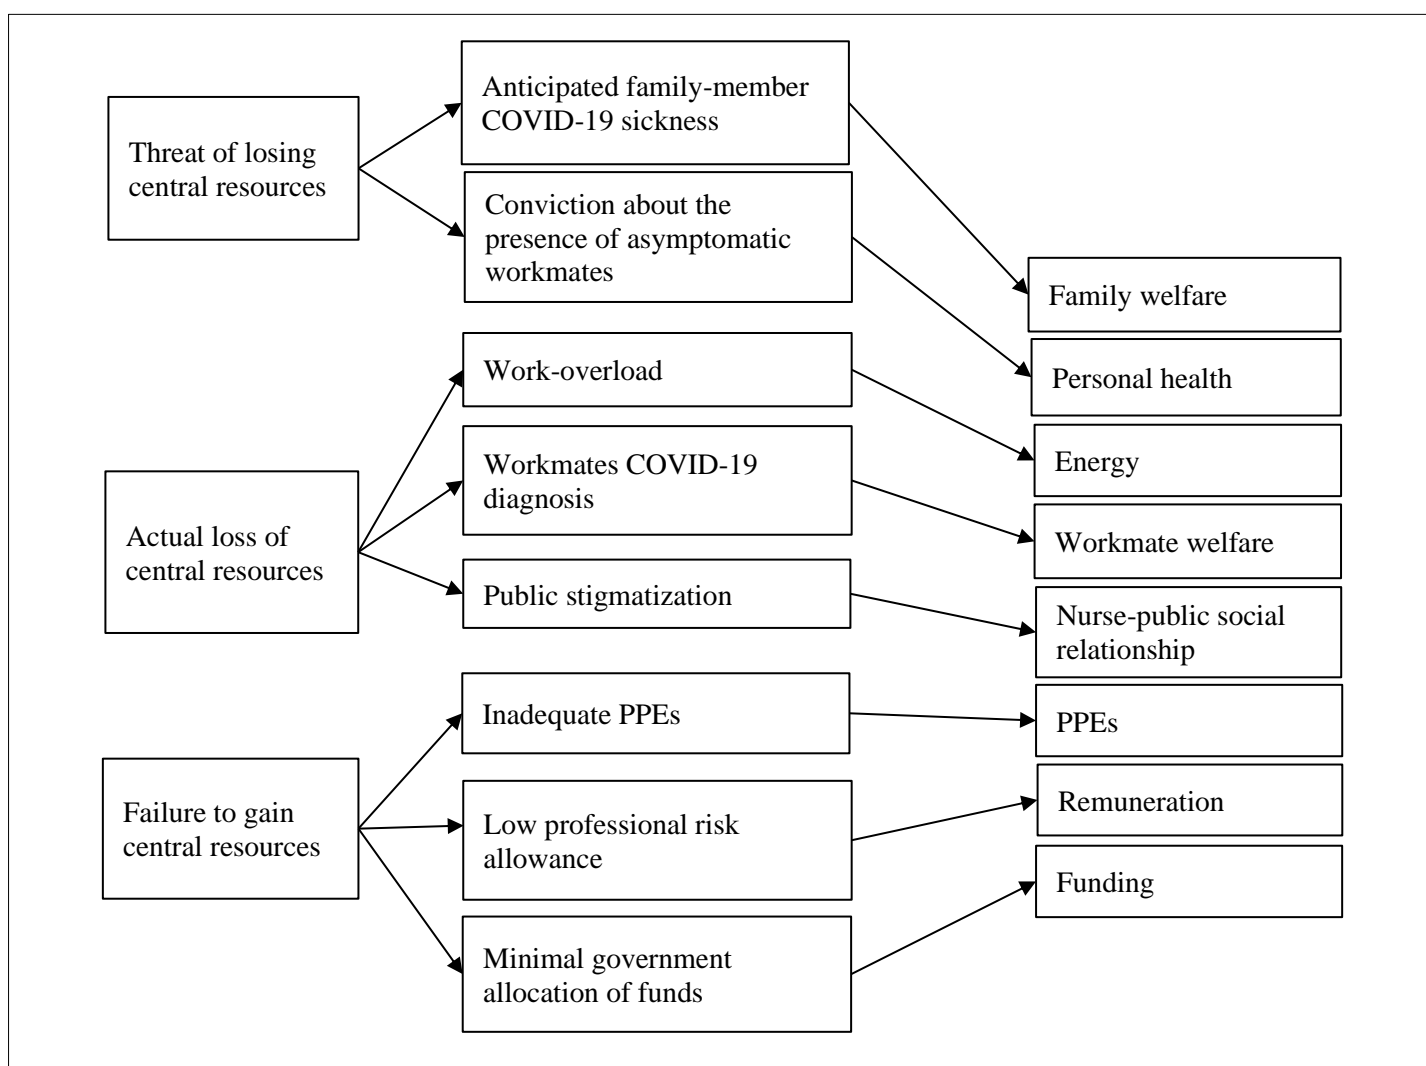 Threat of losing
central resources
Anticipated family-member
COVID-19 sickness
Conviction about the
presence of asymptomatic
workmates
Family welfare
Personal health
Actual loss of
central resources
Work-overload
Workmates COVID-19
diagnosis
Public stigmatization
Energy
Workmate welfare
Nurse-public social
relationship
Failure to gain
central resources
Inadequate PPEs
Low professional risk
allowance
Minimal government
allocation of funds
PPEs
Remuneration
Funding